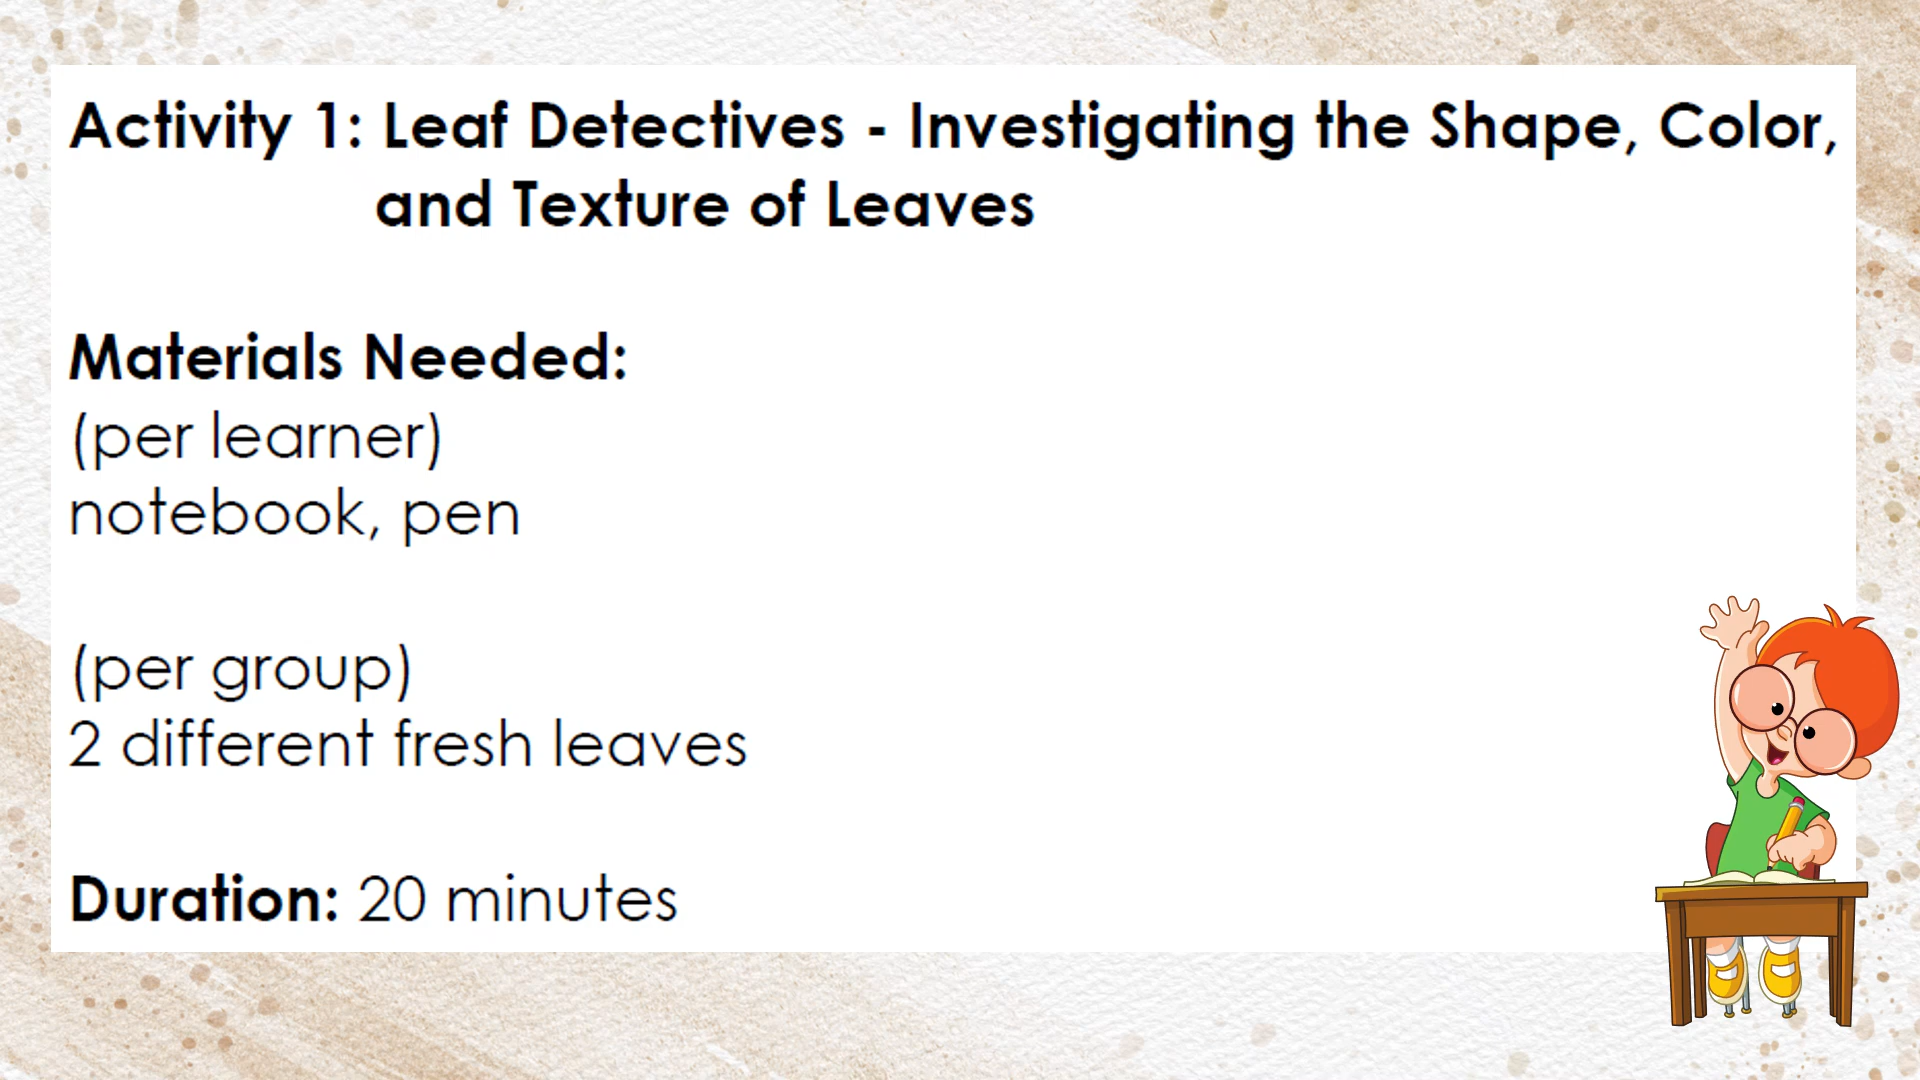 Activity 1: Leaf Detectives - Investigating the Shape, Color,
and Texture of Leaves
Materials Needed:
(per learner)
notebook, pen
(per group)
2 different fresh leaves
Duration: 20 minutes